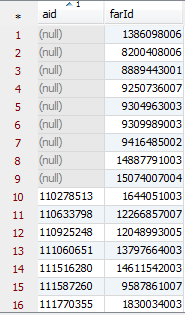 * aid 1 farId
1 (null) 1386098006
2 (null) 8200408006
3 (null) 8889443001
4 (null) 9250736007
5 (null) 9304963003
6 (null) 9309989003
7 (null) 9416485002
8 (null) 14887791003
9 (null) 15074007004
10 110278513 1644051003
11 110633798 12266857007
12 110925248 12048993005
13 111060651 13797664003
14 111516280 14611542003
15 111587260 9587861007
16 111770355 1830034003